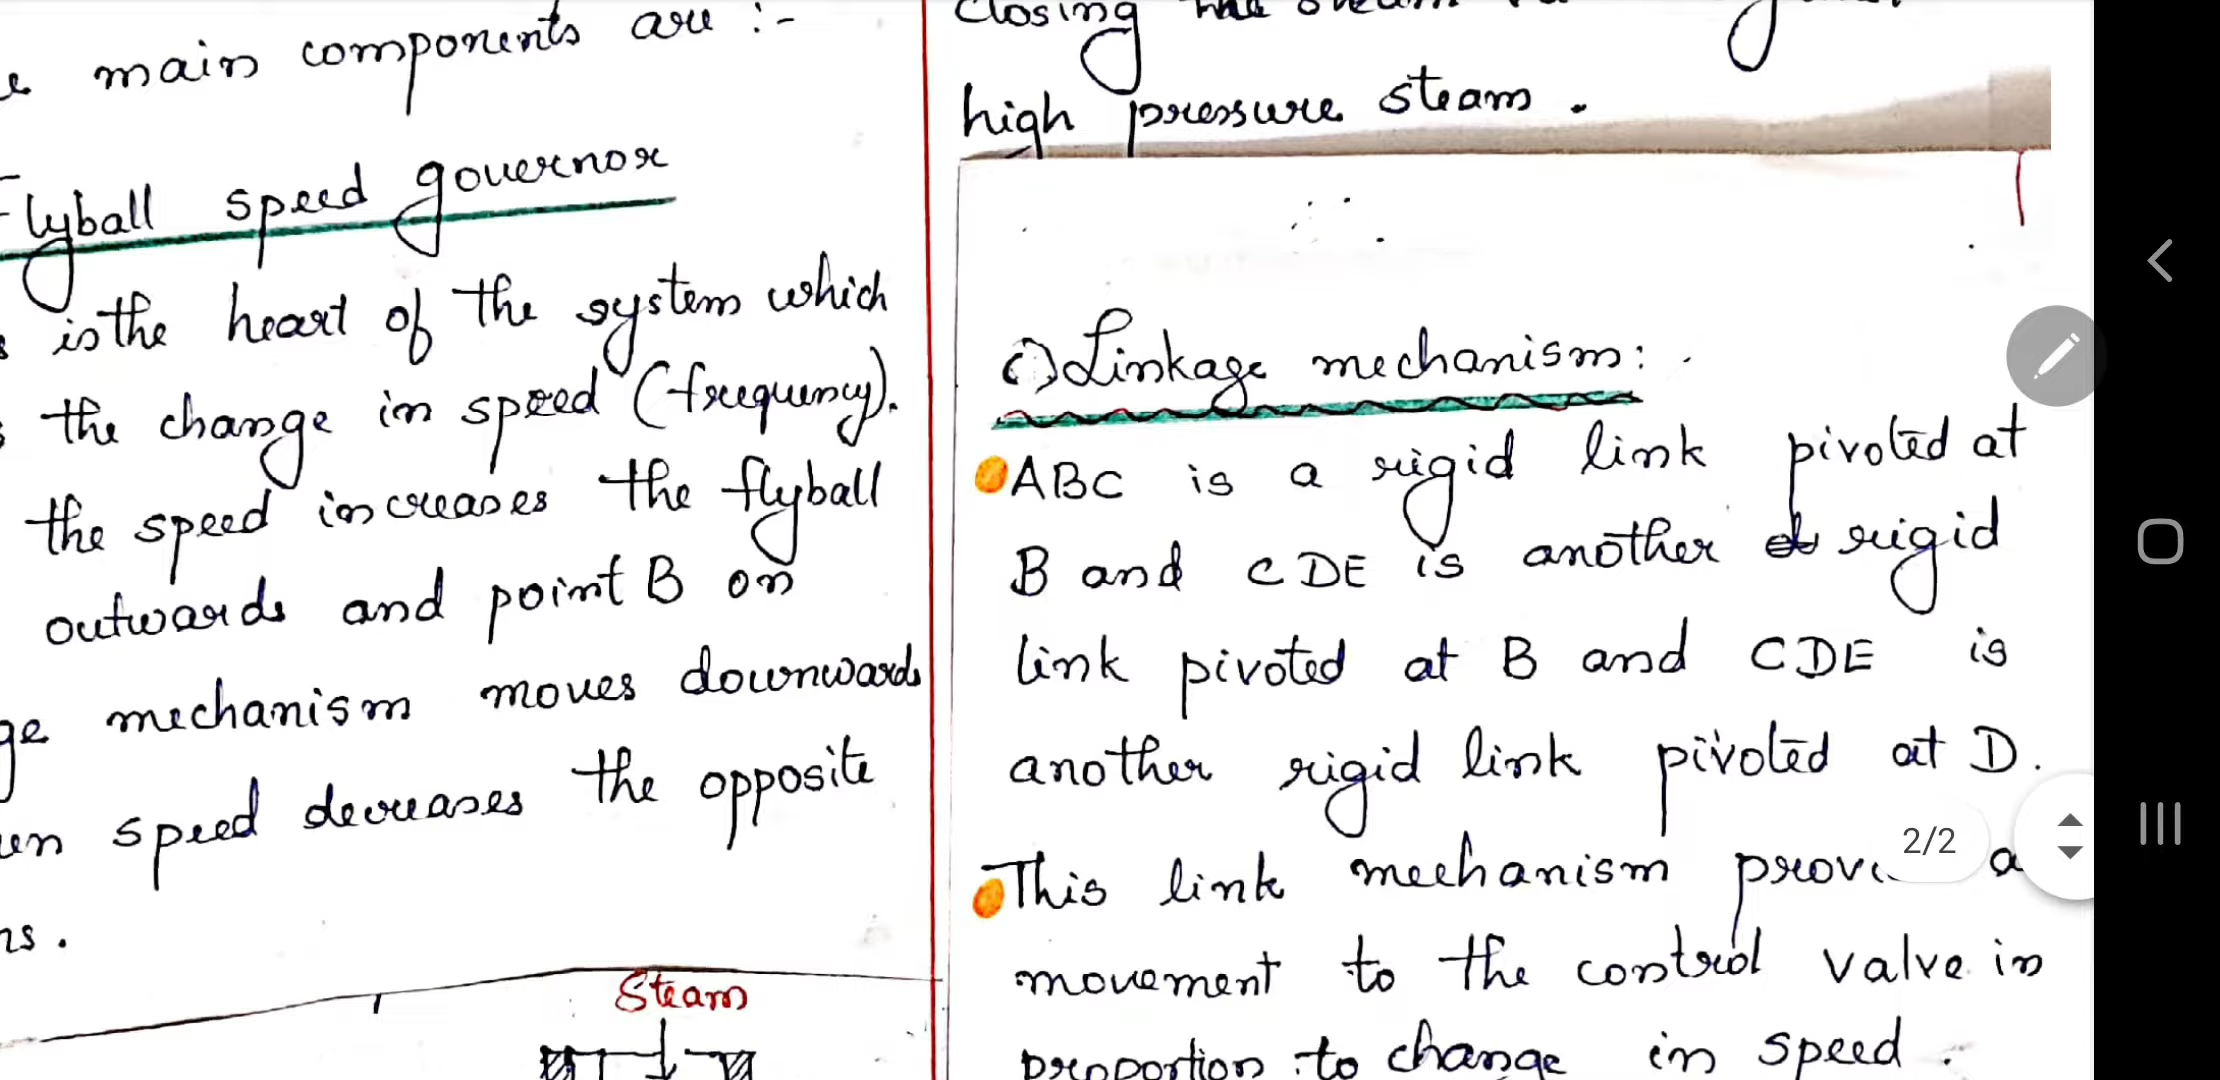 main components are :-
Flyball speed governor
is the heart of the system which
the change in speed (frequency).
the speed increases the flyball
outwards and point B on
mechanism moves downwards
speed decreases the opposite
Steam
closing
high pressure steam.
c) Linkage mechanism:
ABC is a rigid link pivoted at
B and CDE is another rigid
link pivoted at B and CDE is
another rigid link pivoted at D.
This link mechanism a
movement to the control valve in
proportion to change in speed.
2/2